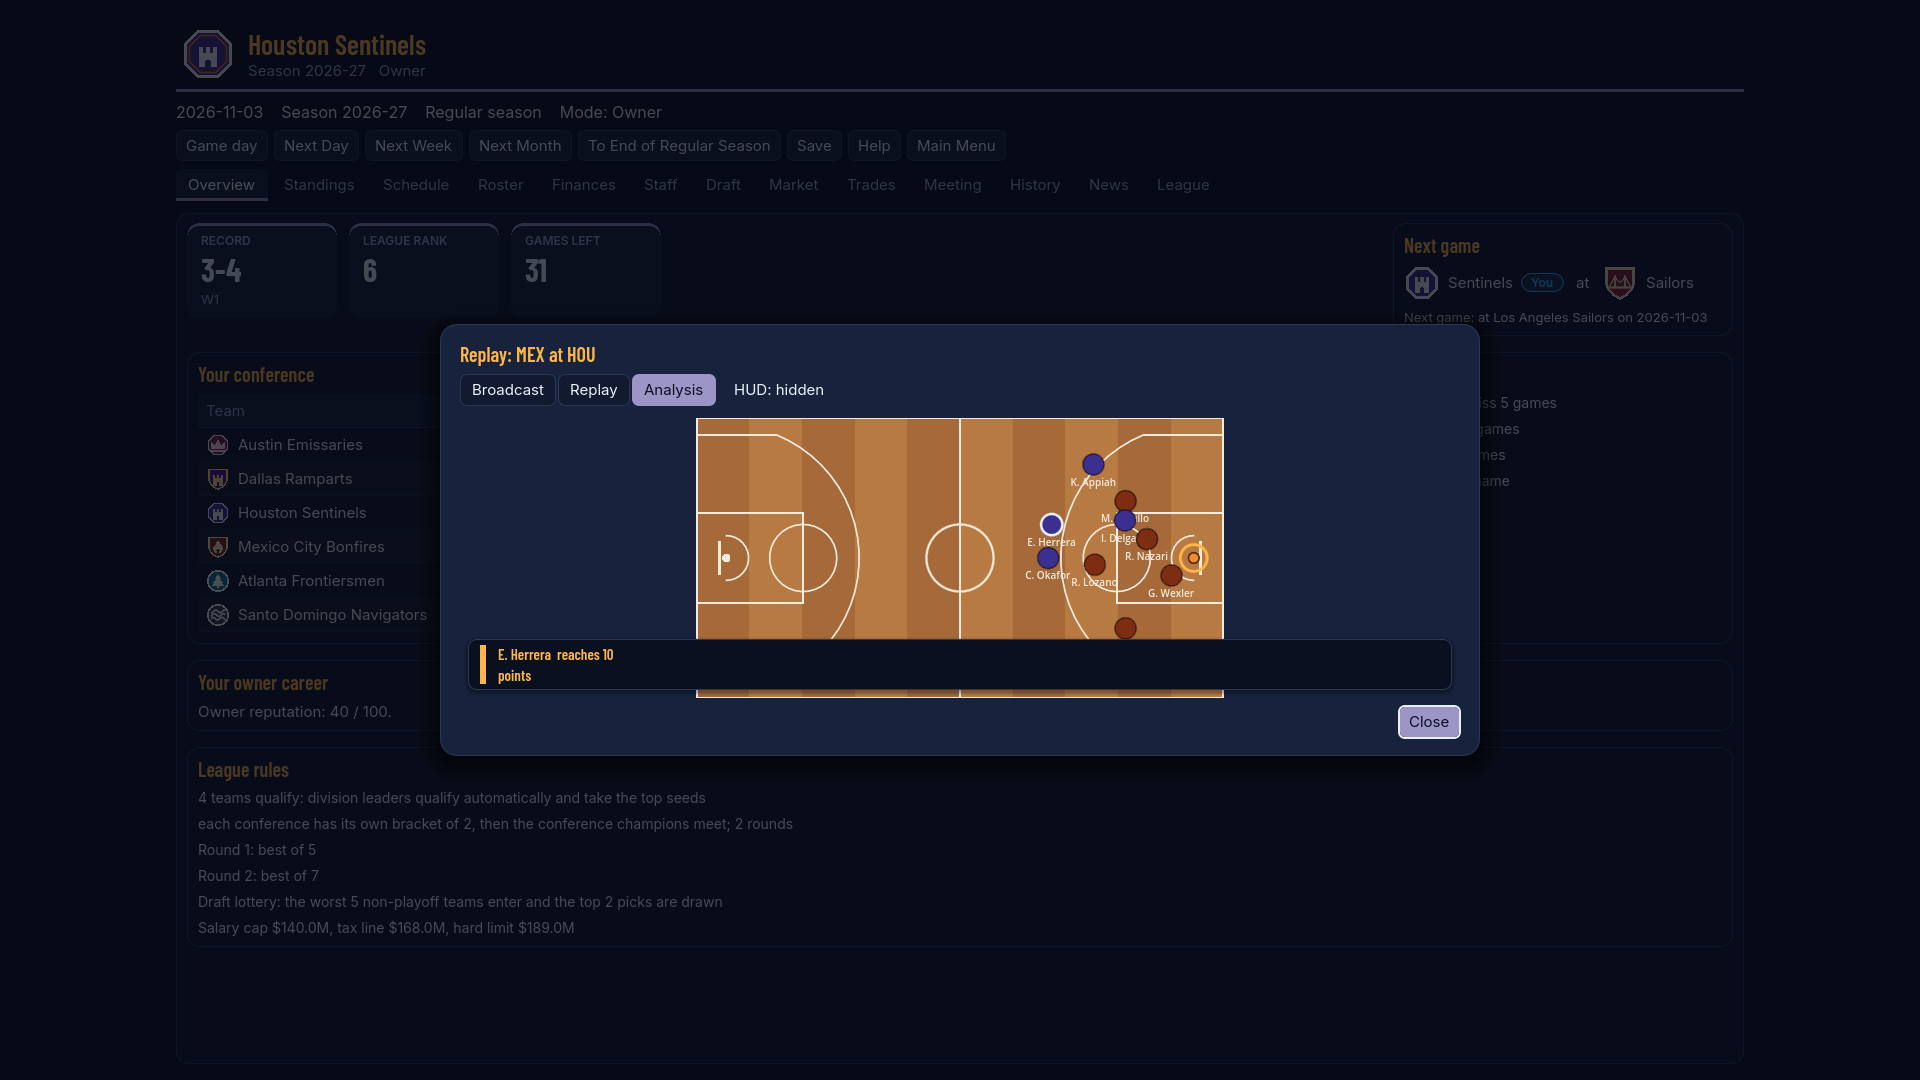 Houston Sentinels
Season 2026-27 Owner
2026-11-03 Season 2026-27 Regular season Mode: Owner
Game day Next Day Next Week Next Month To End of Regular Season Save Help Main Menu
Overview Standings Schedule Roster Finances Staff Draft Market Trades Meeting History News League
RECORD
3-4
W1
LEAGUE RANK
6
GAMES LEFT
31
Next game
Sentinels You at Sailors
Next game: at Los Angeles Sailors on 2026-11-03
Your conference
Team
Austin Emissaries
Dallas Ramparts
Houston Sentinels
Mexico City Bonfires
Atlanta Frontiersmen
Santo Domingo Navigators
5 games
Replay: MEX at HOU
Broadcast Replay Analysis HUD: hidden
K. Appiah
M.
E. Herrera
I.
R. Nazari
C. Okafor
R. Lozano
G. Wexler
E. Herrera reaches 10
points
Close
Your owner career
Owner reputation: 40 / 100.
League rules
4 teams qualify: division leaders qualify automatically and take the top seeds
each conference has its own bracket of 2, then the conference champions meet; 2 rounds
Round 1: best of 5
Round 2: best of 7
Draft lottery: the worst 5 non-playoff teams enter and the top 2 picks are drawn
Salary cap $140.0M, tax line $168.0M, hard limit $189.0M